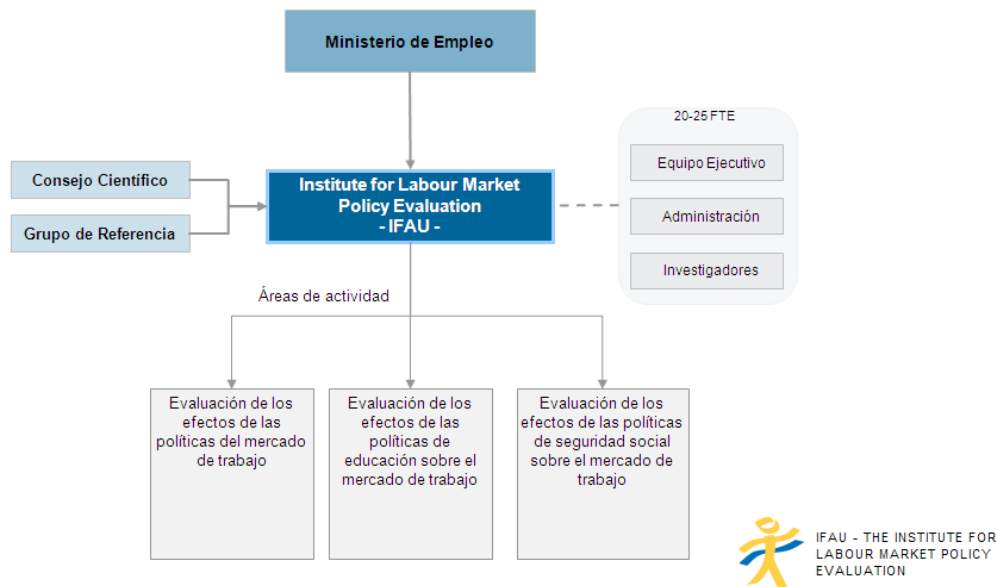 Ministerio de Empleo
20-25 FTE
Equipo Ejecutivo
Consejo Científico
Institute for Labour Market
Policy Evaluation
- IFAU -
Administración
Grupo de Referencia
Investigadores
Áreas de actividad
Evaluación de los
efectos de las
políticas del mercado
de trabajo
Evaluación de los
efectos de las
políticas de
educación sobre el
mercado de trabajo
Evaluación de los
efectos de las políticas
de seguridad social
sobre el mercado de
trabajo
IFAU - THE INSTITUTE FOR
LABOUR MARKET POLICY
EVALUATION